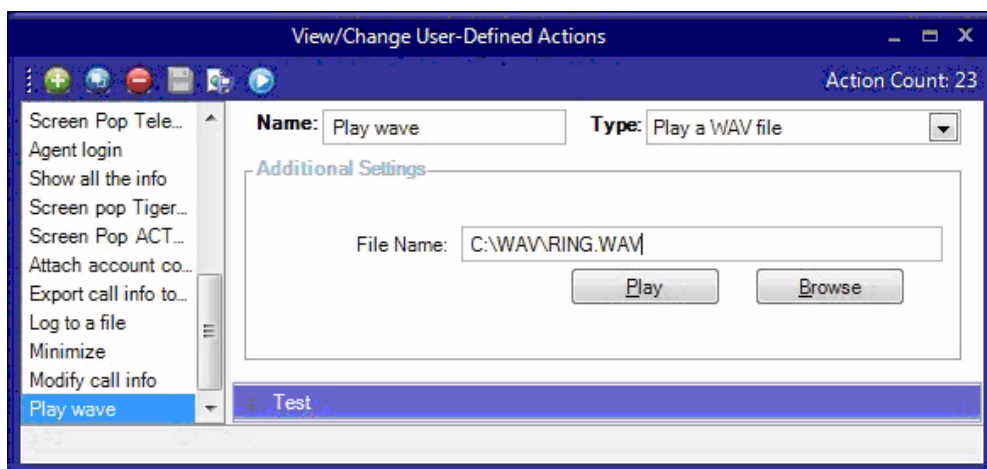 View/Change User-Defined Actions
Action Count: 23
Screen Pop Tele...
Agent login
Show all the info
Screen pop Tiger...
Screen Pop ACT...
Attach account co...
Export call info to...
Log to a file
Minimize
Modify call info
Play wave
Name: Play wave Type: Play a WAV file
Additional Settings
File Name: C:\WAV\RING.WAV
Play Browse
Test